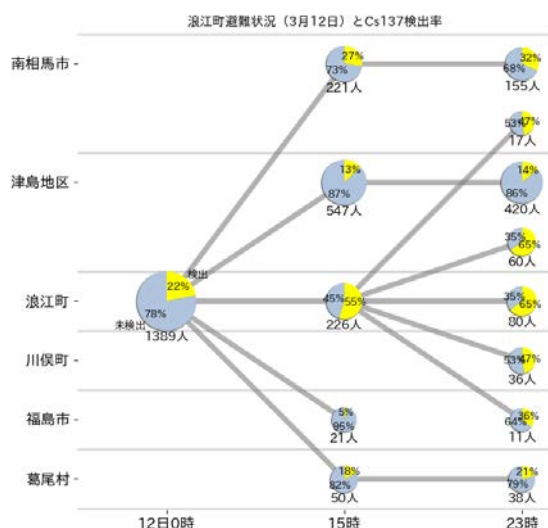 浪江町避難状況（3月12日）とCs137検出率
南相馬市
27%
73%
221人
32%
68%
155人
53%
47%
17人
津島地区
13%
87%
547人
14%
86%
420人
35%
65%
60人
浪江町
検出
22%
78%
未検出
1389人
45%
55%
226人
35%
65%
80人
川俣町
53%
47%
36人
福島市
5%
95%
21人
36%
64%
11人
葛尾村
18%
82%
50人
21%
79%
38人
12日0時
15時
23時